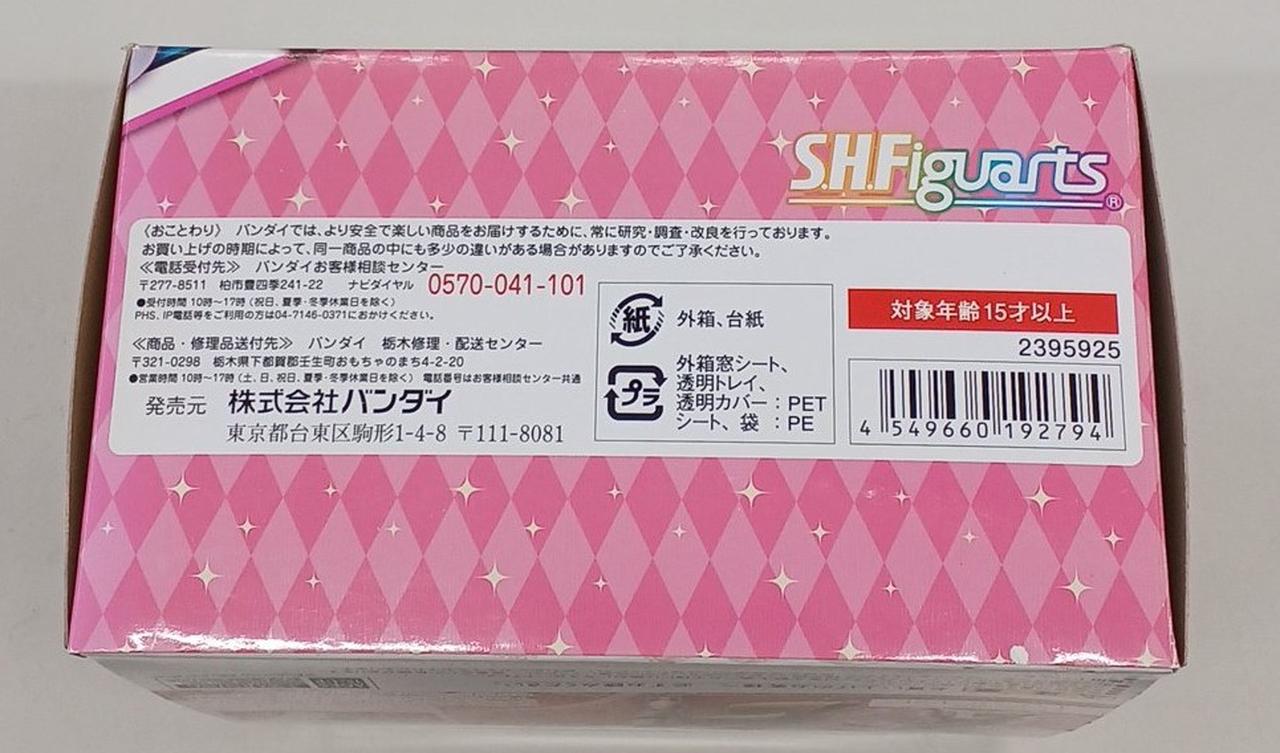 S.H.Figuarts®
〈おことわり〉 バンダイでは、より安全で楽しい商品をお届けするために、常に研究・調査・改良を行っております。
お買い上げの時期によって、同一商品の中にも多少の違いがある場合がありますのでご了承ください。
≪電話受付先≫ バンダイお客様相談センター
〒277-8511 柏市豊四季241-22 ナビダイヤル 0570-041-101
●受付時間 10時〜17時 (祝日、夏季・冬季休業日を除く)
PHS、IP電話等をご利用の方は04-7146-0371におかけください。
≪商品・修理品送付先≫ バンダイ 栃木修理・配送センター
〒321-0298 栃木県下都賀郡壬生町おもちゃのまち4-2-20
●営業時間 10時〜17時 (土、日、祝日、夏季・冬季休業日を除く) 電話番号はお客様相談センター共通
発売元 株式会社バンダイ
東京都台東区駒形1-4-8 〒111-8081
紙 外箱、台紙
プラ 外箱窓シート、
透明トレイ、
透明カバー : PET
シート、袋 : PE
対象年齢15才以上
2395925
4 549660 192794